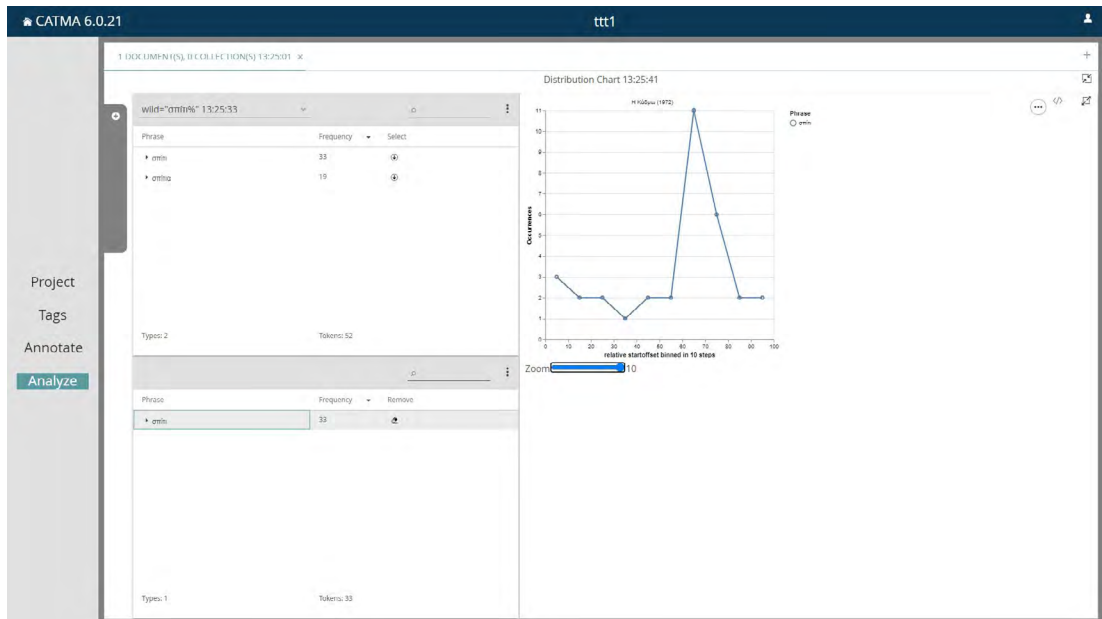 CATMA 6.0.21
ttt1
1 DOCUMENT(S), 0 COLLECTION(S) 13:25:01 ×
+
Distribution Chart 13:25:41
wild="σπίτι%" 13:25:33
Phrase Frequency Select
σπίτι 33
σπίτια 19
Types: 2 Tokens: 52
Phrase Frequency Remove
σπίτι 33
Types: 1 Tokens: 33
Project
Tags
Annotate
Analyze
(1972)
Phrase
σπίτι
Occurrences
11
10
9
8
7
6
5
4
3
2
1
0
0 10 20 30 40 50 60 70 80 90 100
relative startoffset binned in 10 steps
Zoom 10